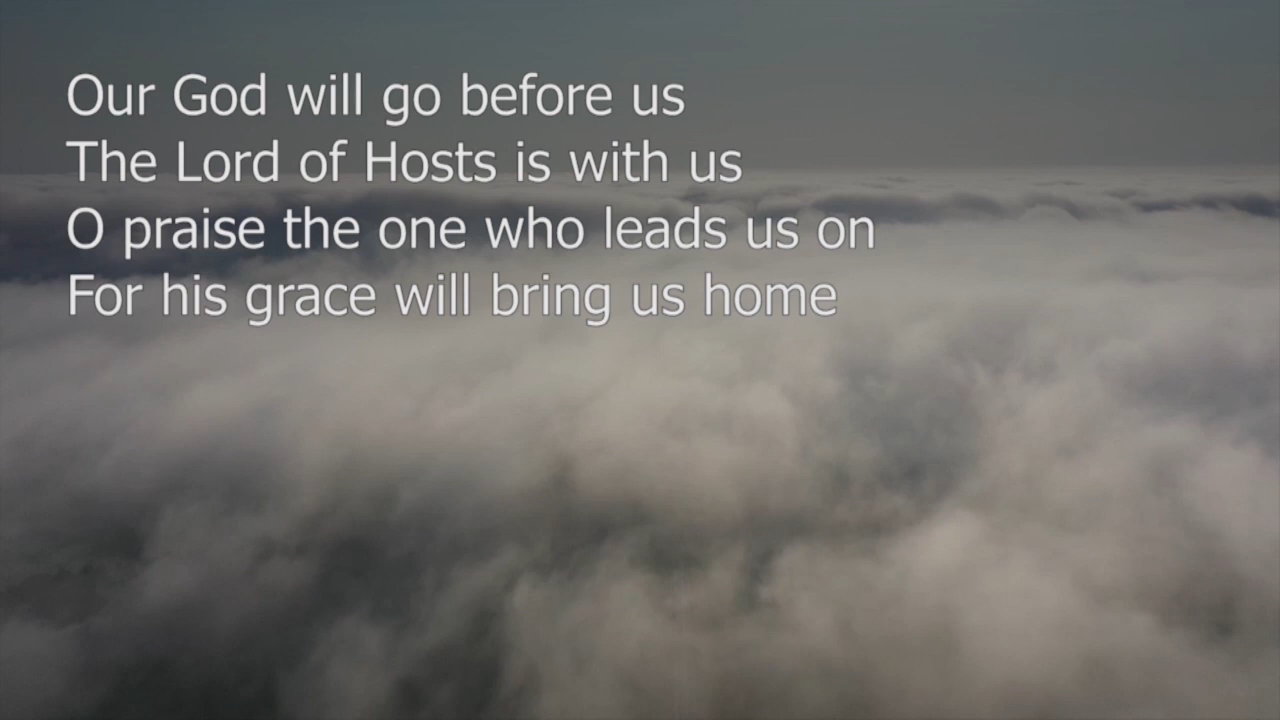 Our God will go before us
The Lord of Hosts is with us
O praise the one who leads us on
For his grace will bring us home